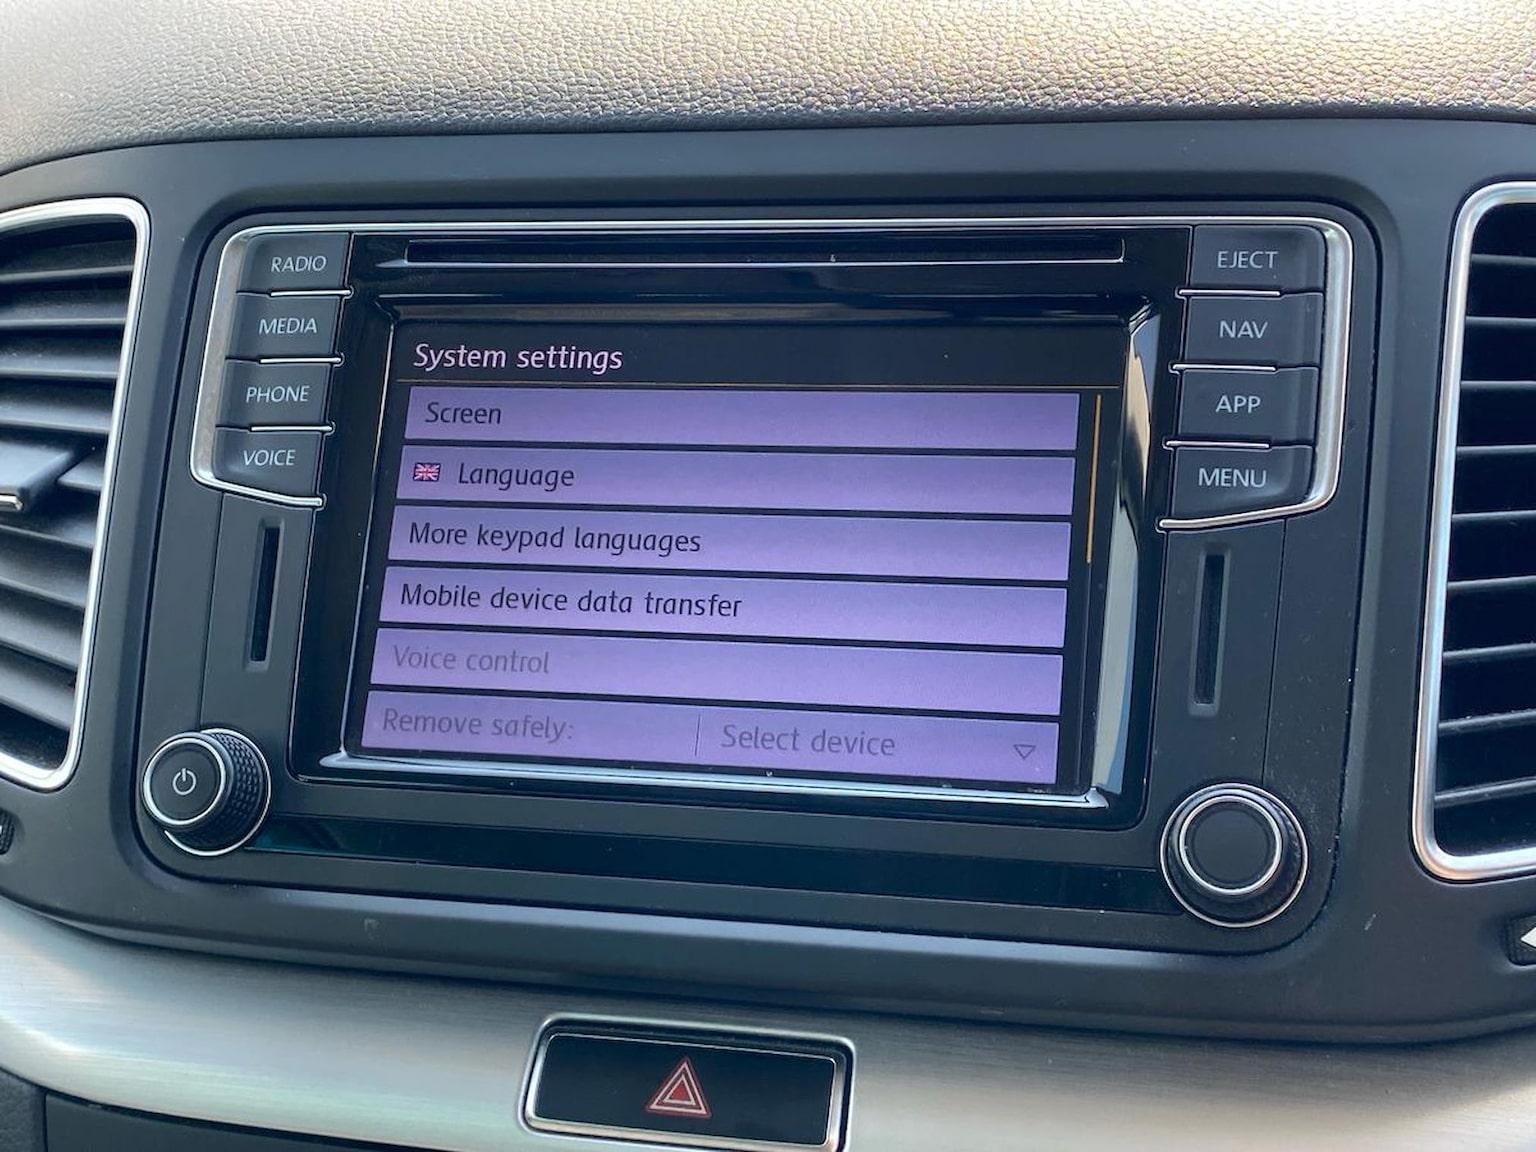 RADIO
MEDIA
PHONE
VOICE
System settings
Screen
Language
More keypad languages
Mobile device data transfer
Voice control
Remove safely: Select device
EJECT
NAV
APP
MENU